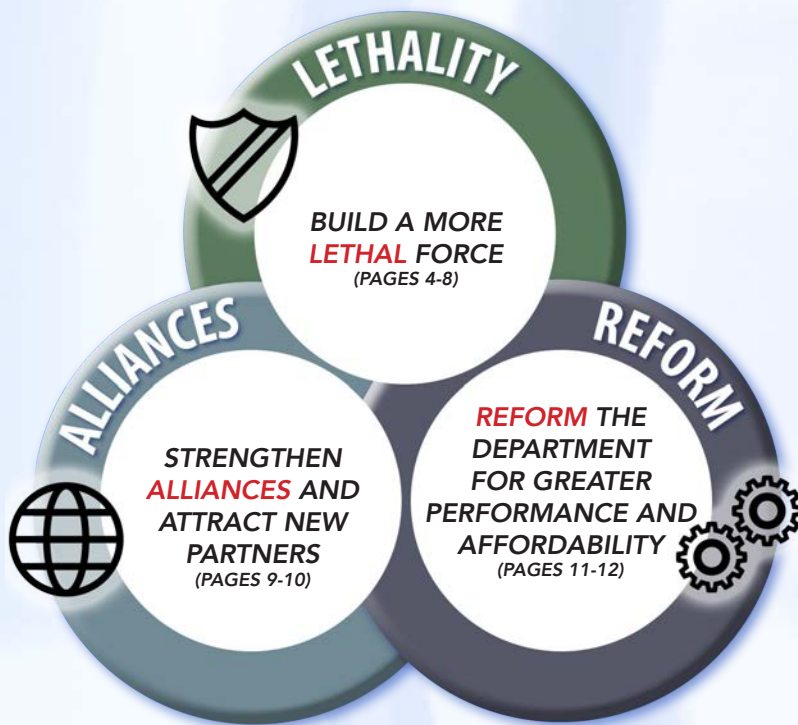 LETHALITY
BUILD A MORE
LETHAL FORCE
(PAGES 4-8)
ALLIANCES
STRENGTHEN
ALLIANCES AND
ATTRACT NEW
PARTNERS
(PAGES 9-10)
REFORM
REFORM THE
DEPARTMENT
FOR GREATER
PERFORMANCE AND
AFFORDABILITY
(PAGES 11-12)